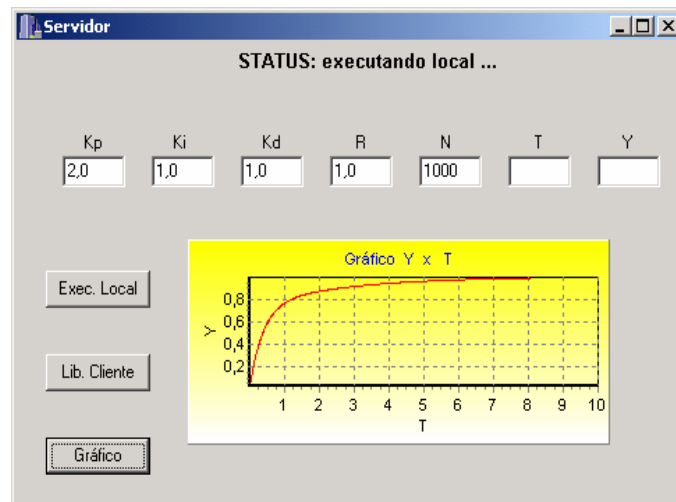 Servidor
STATUS: executando local ...
Kp Ki Kd R N T Y
2,0 1,0 1,0 1,0 1000
Gráfico Y x T
Exec. Local
Lib. Cliente
Gráfico
Y
0,8
0,6
0,4
0,2
1 2 3 4 5 6 7 8 9 10
T